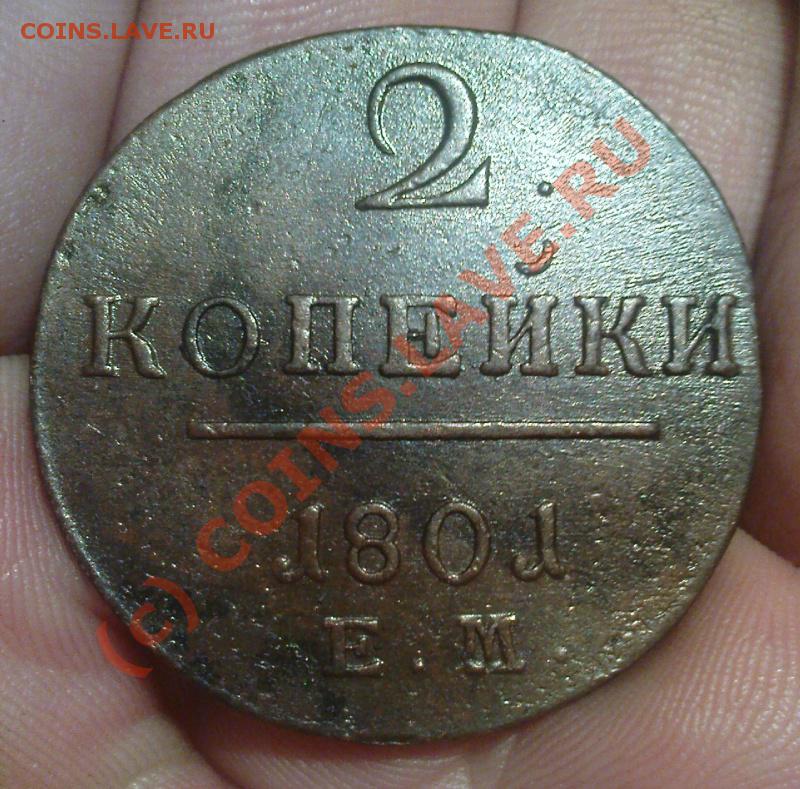 COINS.LAVE.RU
2
КОПЕЙКИ
1801
Е.М.
(c) COINS.LAVE.RU